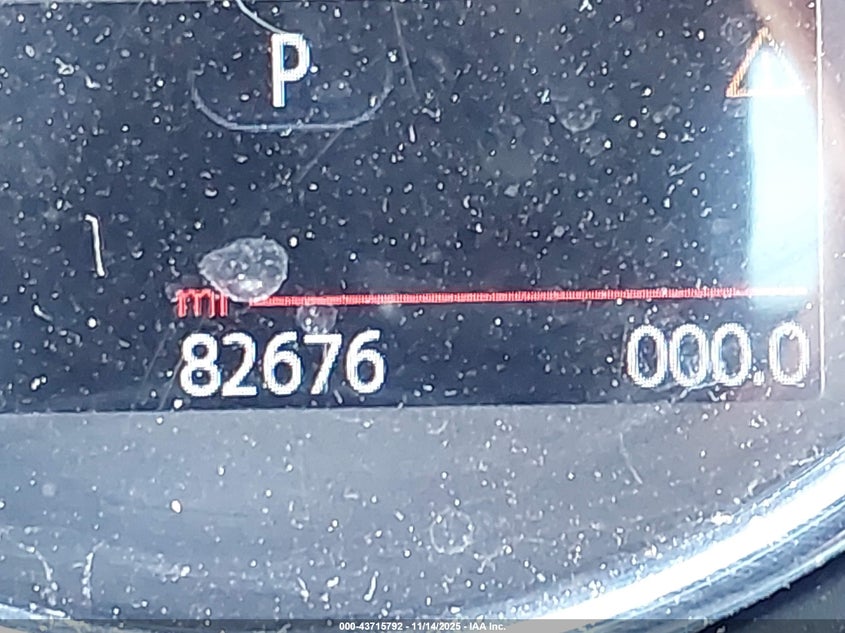 P
mi
82676 000.0
000-43715792 - 11/14/2025 - IAA Inc.